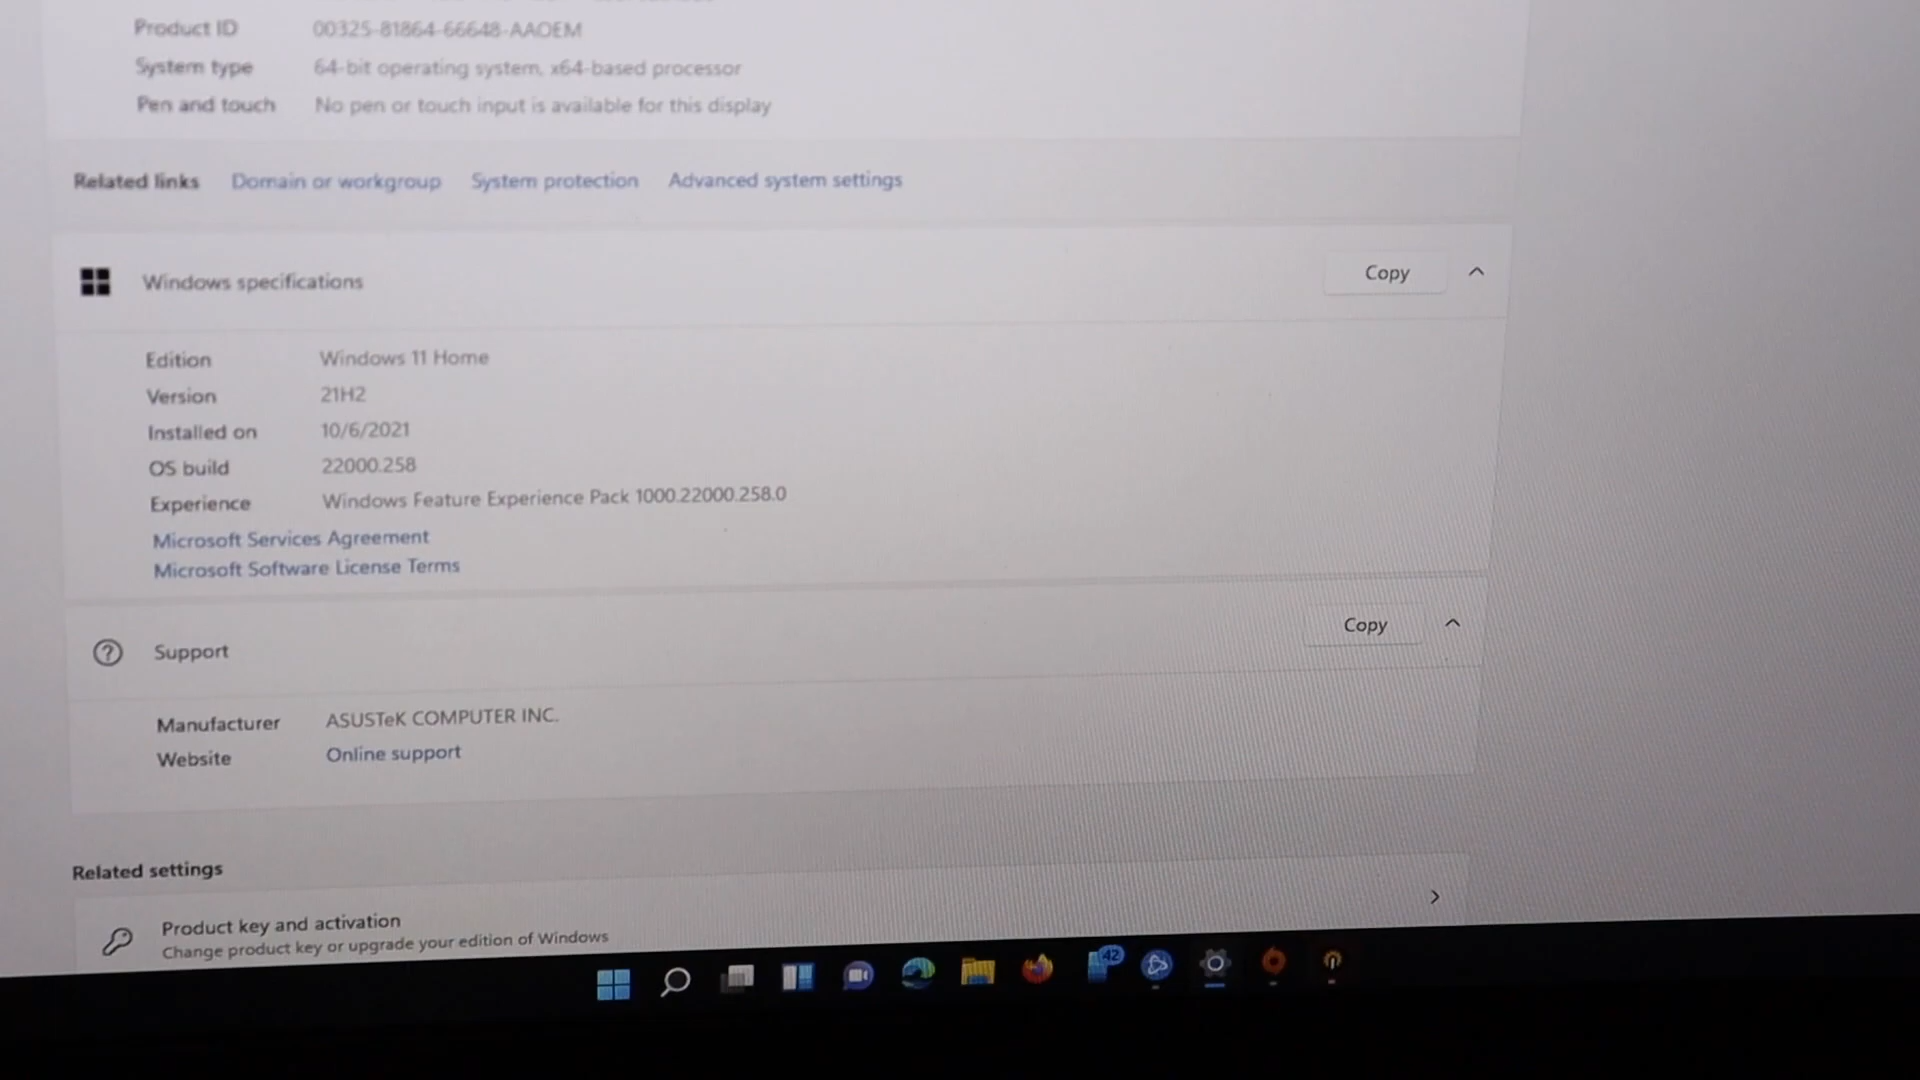 Product ID 00325-81864-66648-AAOEM
System type 64-bit operating system, x64-based processor
Pen and touch No pen or touch input is available for this display
Related links Domain or workgroup System protection Advanced system settings
Windows specifications Copy
Edition Windows 11 Home
Version 21H2
Installed on 10/6/2021
OS build 22000.258
Experience Windows Feature Experience Pack 1000.22000.258.0
Microsoft Services Agreement
Microsoft Software License Terms
Support Copy
Manufacturer ASUSTeK COMPUTER INC.
Website Online support
Related settings
Product key and activation
Change product key or upgrade your edition of Windows
42